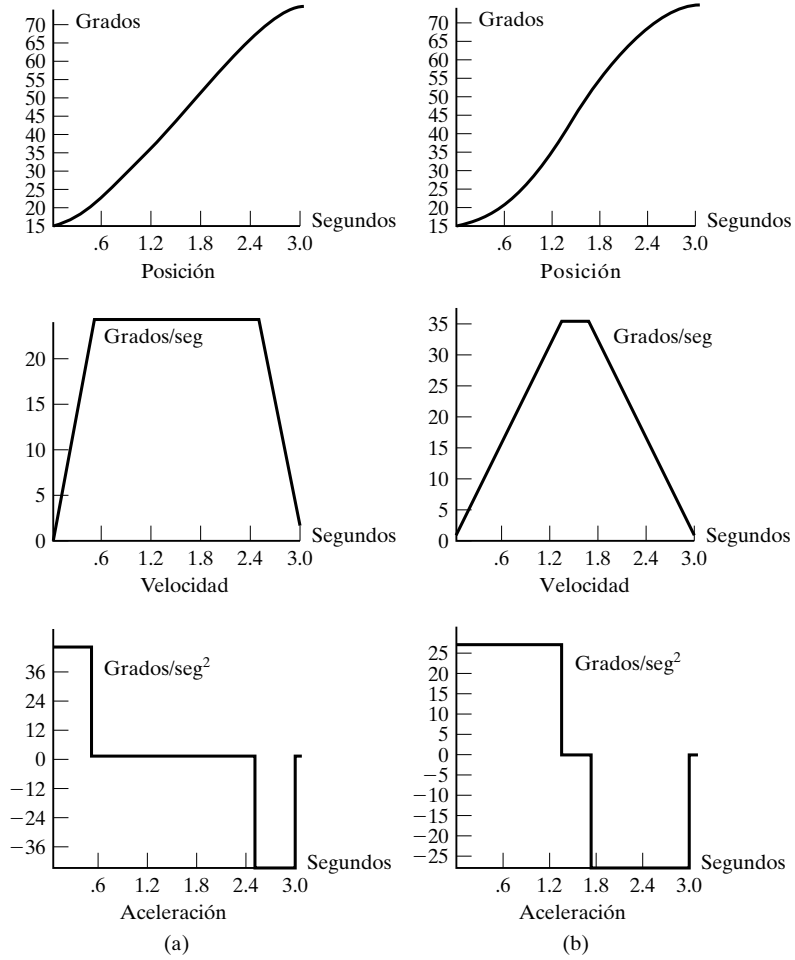 Grados
70
65
60
55
50
45
40
35
30
25
20
15
Segundos
.6 1.2 1.8 2.4 3.0
Posición
Grados
70
65
60
55
50
45
40
35
30
25
20
15
Segundos
.6 1.2 1.8 2.4 3.0
Posición
Grados/seg
20
15
10
5
0
Segundos
.6 1.2 1.8 2.4 3.0
Velocidad
Grados/seg
35
30
25
20
15
10
5
0
Segundos
.6 1.2 1.8 2.4 3.0
Velocidad
Grados/seg²
36
24
12
0
−12
−24
−36
Segundos
.6 1.2 1.8 2.4 3.0
Aceleración
(a)
Grados/seg²
25
20
15
10
5
0
−5
−10
−15
−20
−25
Segundos
.6 1.2 1.8 2.4 3.0
Aceleración
(b)